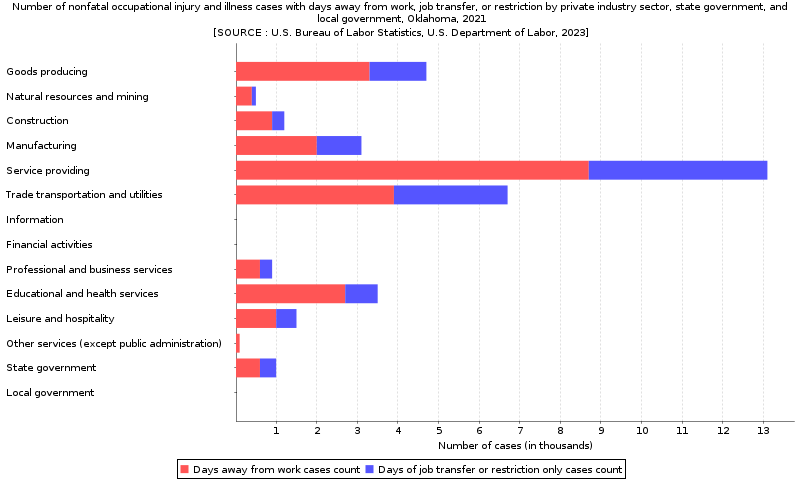 Number of nonfatal occupational injury and illness cases with days away from work, job transfer, or restriction by private industry sector, state government, and
local government, Oklahoma, 2021
[SOURCE : U.S. Bureau of Labor Statistics, U.S. Department of Labor, 2023]
Goods producing
Natural resources and mining
Construction
Manufacturing
Service providing
Trade transportation and utilities
Information
Financial activities
Professional and business services
Educational and health services
Leisure and hospitality
Other services (except public administration)
State government
Local government
1 2 3 4 5 6 7 8 9 10 11 12 13
Number of cases (in thousands)
Days away from work cases count Days of job transfer or restriction only cases count